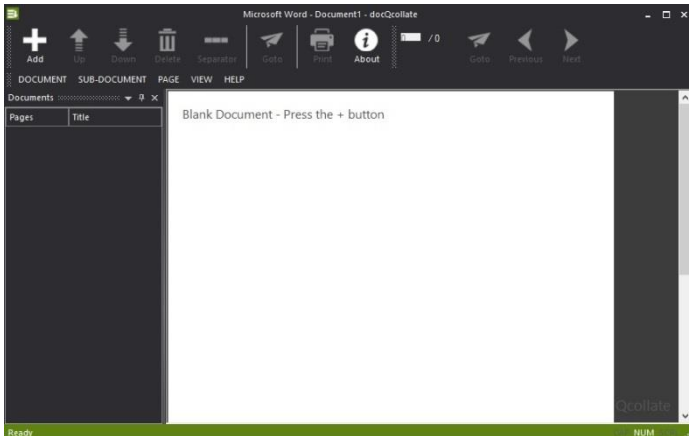 Microsoft Word - Document1 - docQcollate
Add Up Down Delete Separator Goto Print About / 0 Goto Previous Next
DOCUMENT SUB-DOCUMENT PAGE VIEW HELP
Documents
Pages Title
Blank Document - Press the + button
Qcollate
Ready NUM